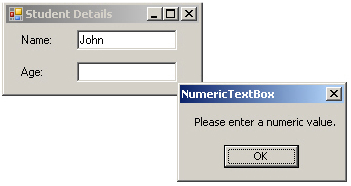 Student Details
Name: John
Age:
NumericTextBox
Please enter a numeric value.
OK